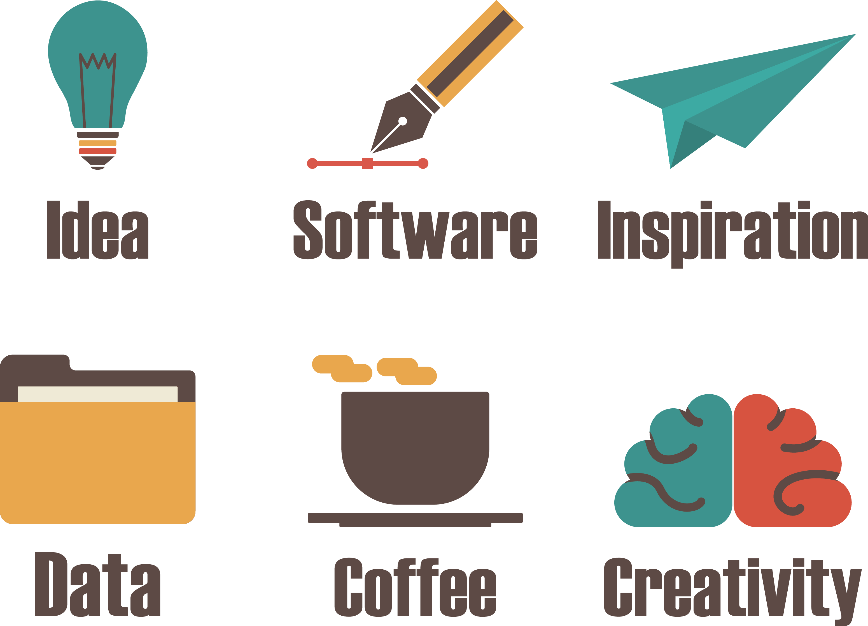 Idea
Software
Inspiration
Data
Coffee
Creativity